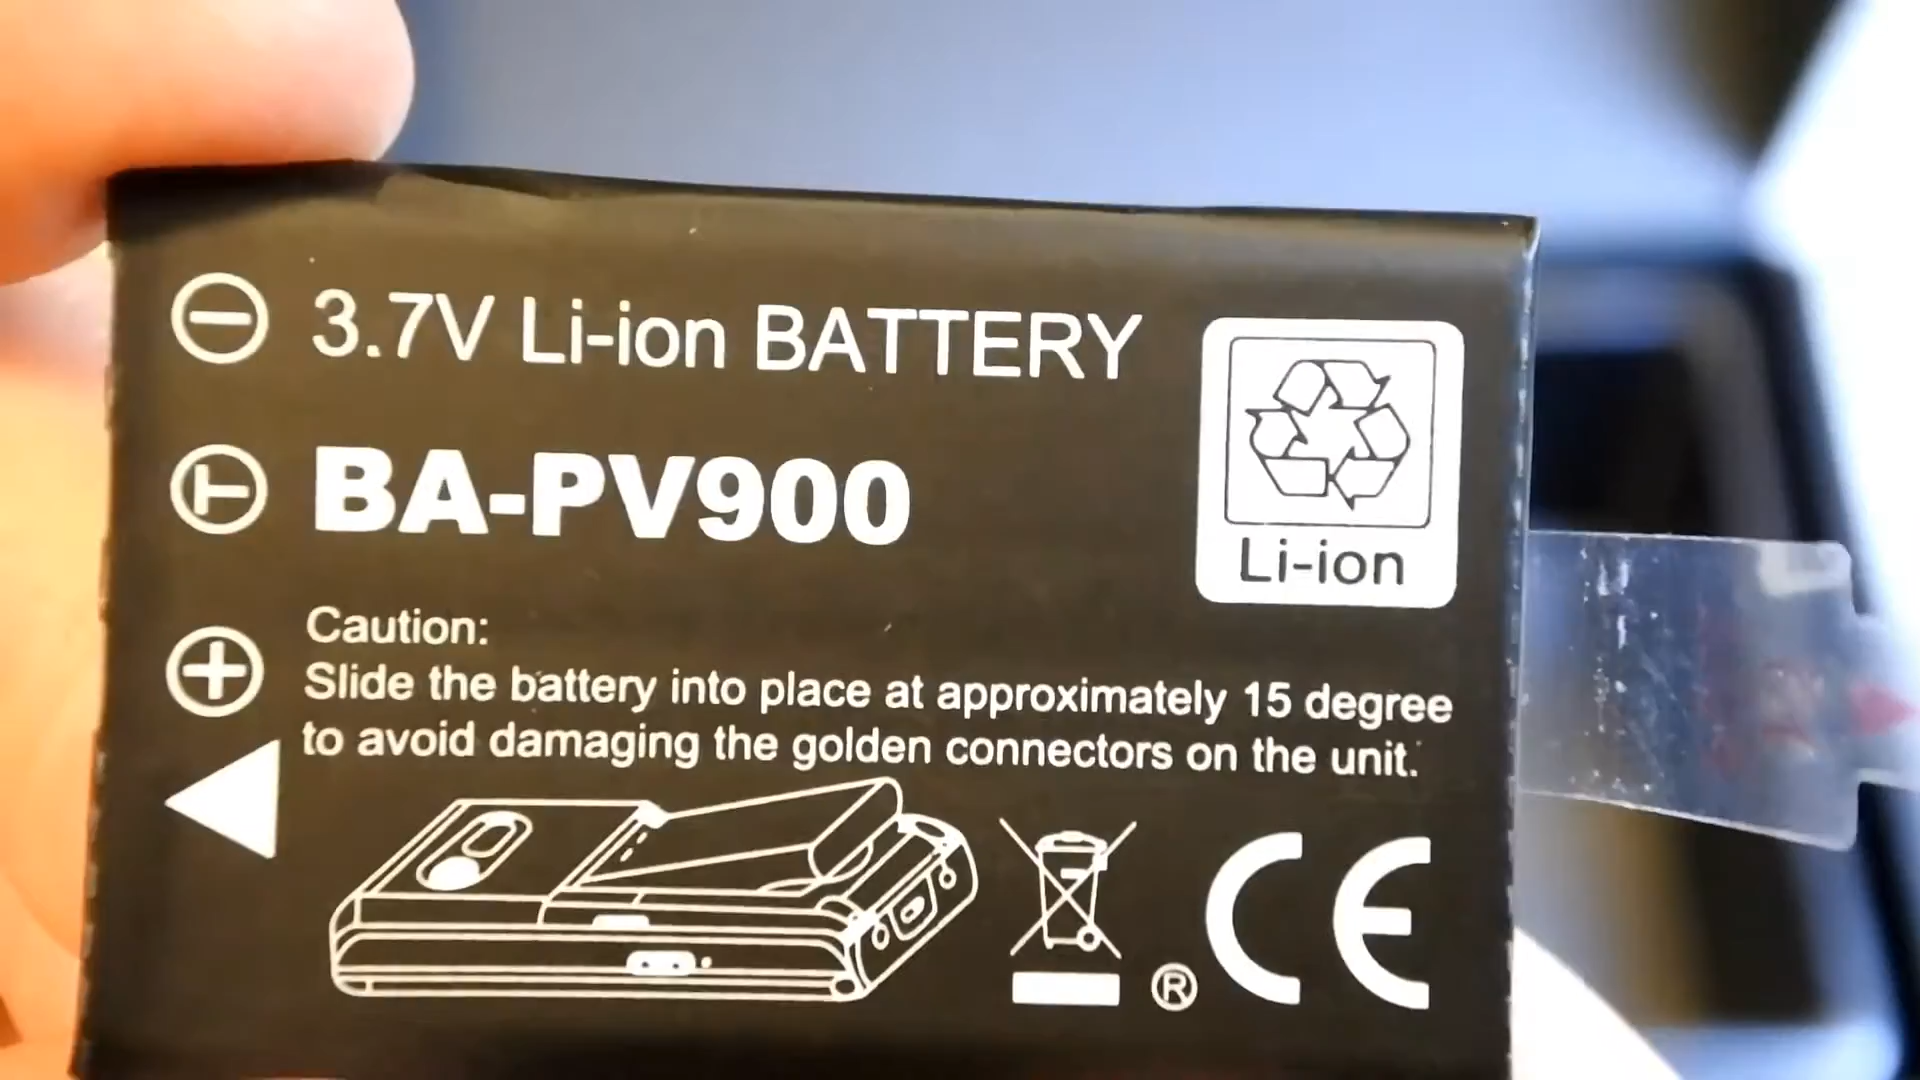 3.7V Li-ion BATTERY
BA-PV900
Li-ion
Caution:
Slide the battery into place at approximately 15 degree
to avoid damaging the golden connectors on the unit.
® CE